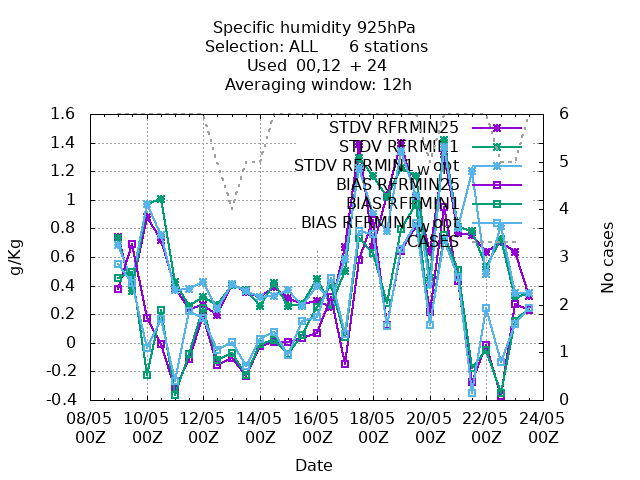 Specific humidity 925hPa
Selection: ALL 6 stations
Used 00,12 + 24
Averaging window: 12h
1.6
1.4
1.2
1
0.8
0.6
0.4
0.2
0
-0.2
-0.4
g/Kg
STDV RFRMIN25
STDV RFRMIN1
STDV RFRMIN1_w_opt
BIAS RFRMIN25
BIAS RFRMIN1
BIAS RFRMIN1_w_opt
CASES
6
5
4
3
2
1
0
No cases
08/05 10/05 12/05 14/05 16/05 18/05 20/05 22/05 24/05
00Z 00Z 00Z 00Z 00Z 00Z 00Z 00Z 00Z
Date